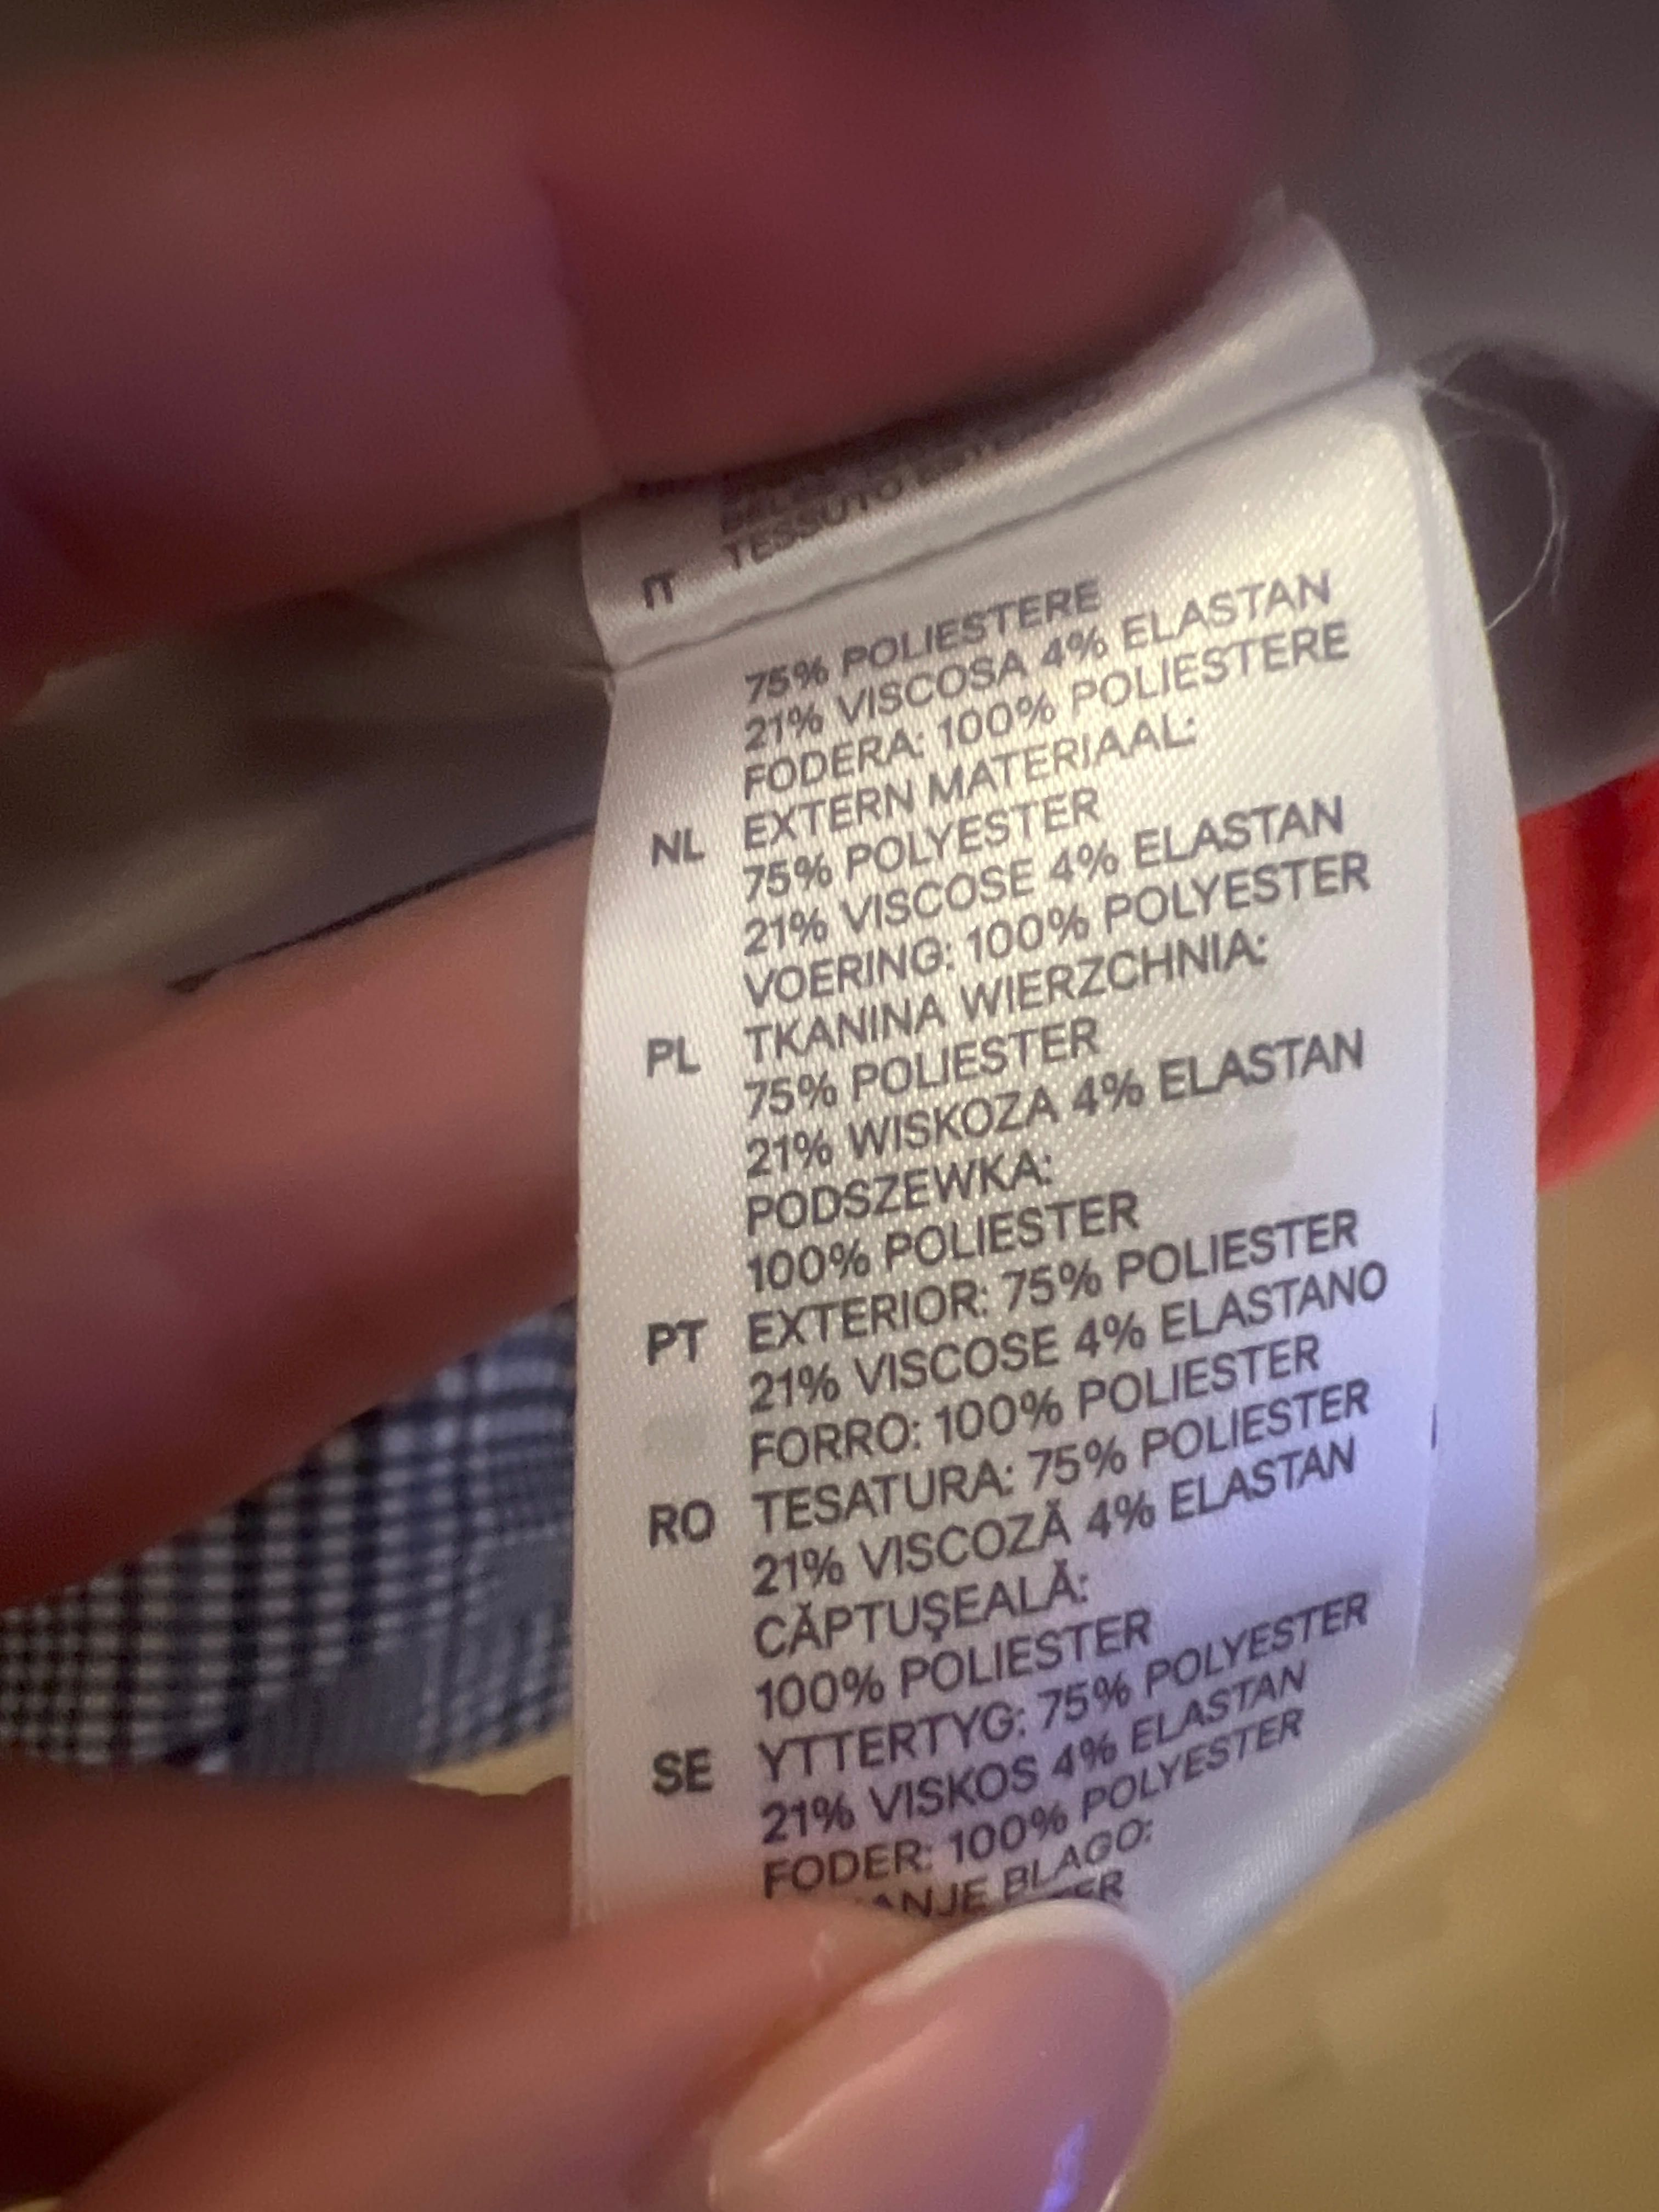 IT TESSUTO
75% POLIESTERE
21% VISCOSA 4% ELASTAN
FODERA: 100% POLIESTERE
NL EXTERN MATERIAAL:
75% POLYESTER
21% VISCOSE 4% ELASTAN
VOERING: 100% POLYESTER
PL TKANINA WIERZCHNIA:
75% POLIESTER
21% WISKOZA 4% ELASTAN
PODSZEWKA:
100% POLIESTER
PT EXTERIOR: 75% POLIESTER
21% VISCOSE 4% ELASTANO
FORRO: 100% POLIESTER
RO TESATURA: 75% POLIESTER
21% VISCOZĂ 4% ELASTAN
CĂPTUŞEALĂ:
100% POLIESTER
SE YTTERTYG: 75% POLYESTER
21% VISKOS 4% ELASTAN
FODER: 100% POLYESTER
BLAGO: